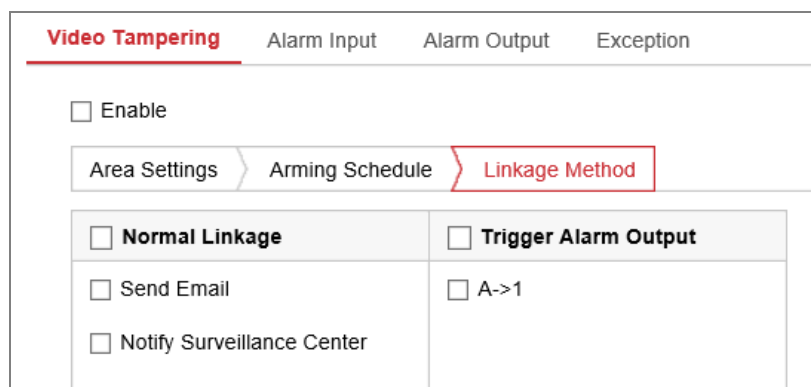 Video Tampering Alarm Input Alarm Output Exception
Enable
Area Settings Arming Schedule Linkage Method
Normal Linkage Trigger Alarm Output
Send Email A->1
Notify Surveillance Center